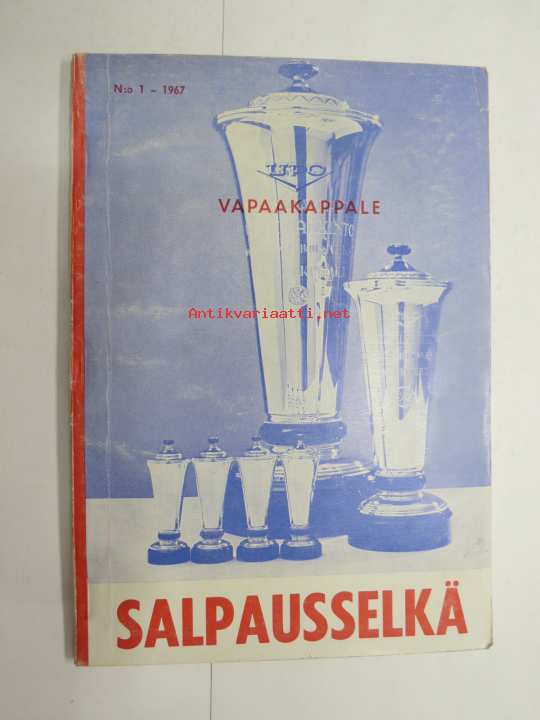 N:o 1 – 1967
UPO
VAPAAKAPPALE
Antikvariaatti.net
SALPAUSSELKÄ